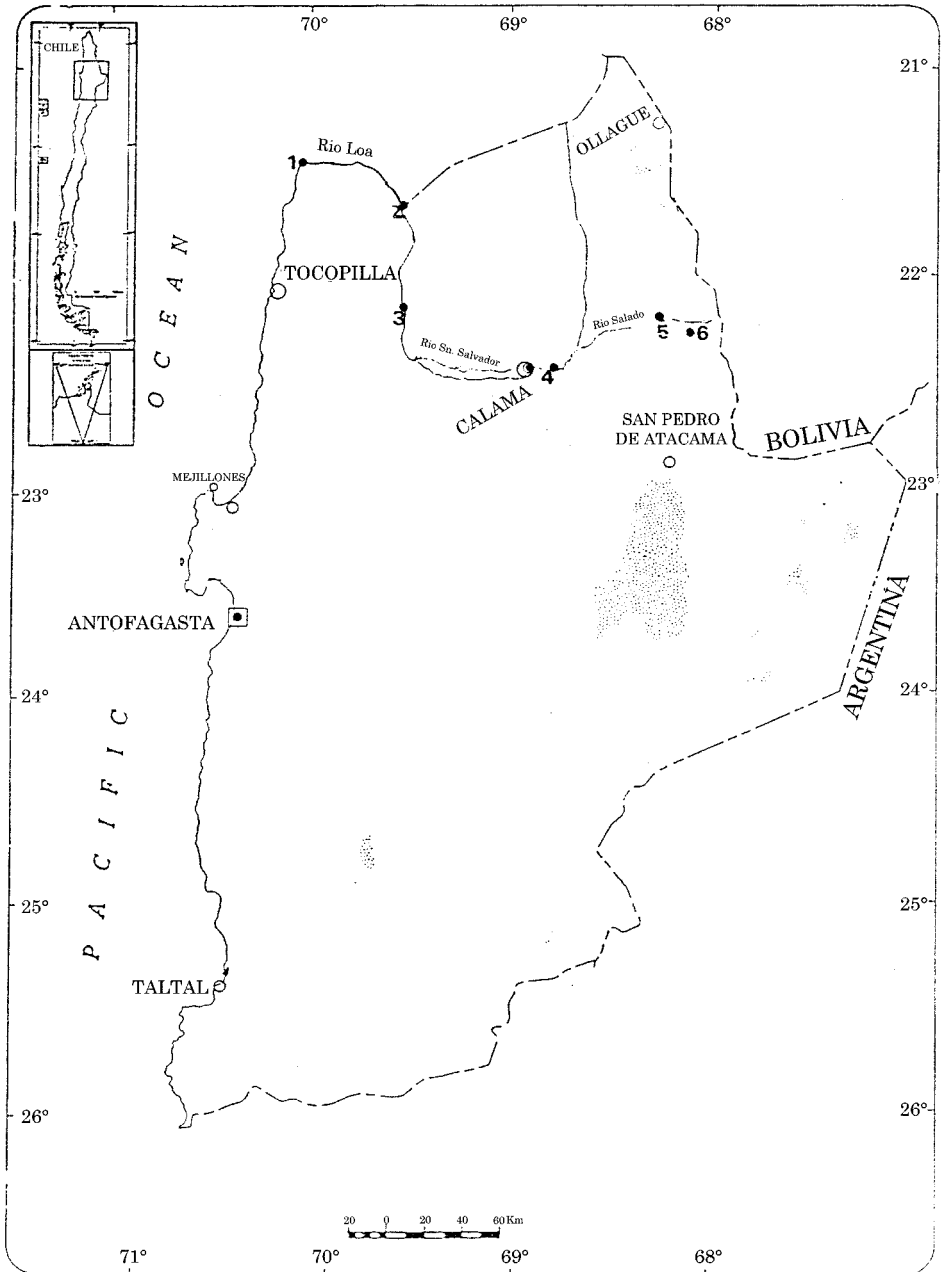 70°
69°
68°
CHILE
21°
21°
Rio Loa
OLLAGUE
1
2
22°
22°
TOCOPILLA
3
Rio Salado
5
6
Rio Sn. Salvador
4
CALAMA
SAN PEDRO
DE ATACAMA
BOLIVIA
MEJILLONES
23°
23°
ANTOFAGASTA
ARGENTINA
24°
24°
PACIFIC OCEAN
25°
25°
TALTAL
26°
26°
20 0 20 40 60 Km
71°
70°
69°
68°